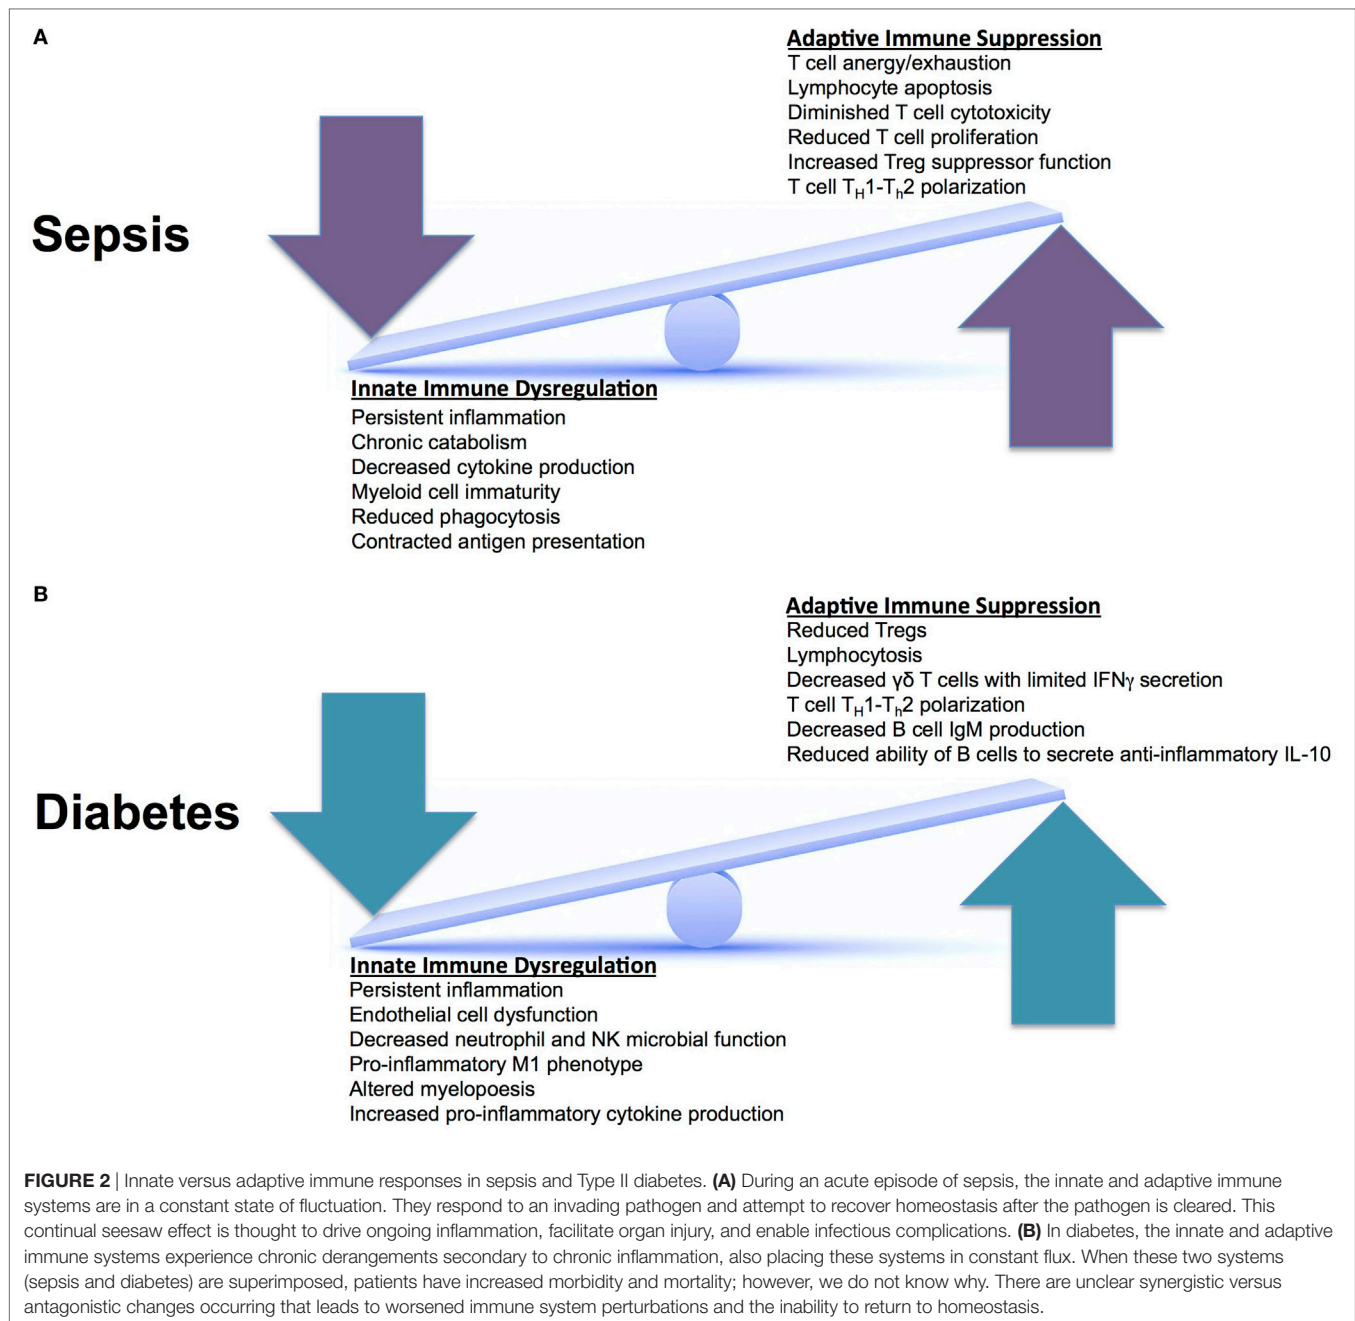 A
Adaptive Immune Suppression
T cell anergy/exhaustion
Lymphocyte apoptosis
Diminished T cell cytotoxicity
Reduced T cell proliferation
Increased Treg suppressor function
T cell TH1-Th2 polarization
Sepsis
Innate Immune Dysregulation
Persistent inflammation
Chronic catabolism
Decreased cytokine production
Myeloid cell immaturity
Reduced phagocytosis
Contracted antigen presentation
B
Adaptive Immune Suppression
Reduced Tregs
Lymphocytosis
Decreased γδ T cells with limited IFNγ secretion
T cell TH1-Th2 polarization
Decreased B cell IgM production
Reduced ability of B cells to secrete anti-inflammatory IL-10
Diabetes
Innate Immune Dysregulation
Persistent inflammation
Endothelial cell dysfunction
Decreased neutrophil and NK microbial function
Pro-inflammatory M1 phenotype
Altered myelopoesis
Increased pro-inflammatory cytokine production
FIGURE 2 | Innate versus adaptive immune responses in sepsis and Type II diabetes. (A) During an acute episode of sepsis, the innate and adaptive immune
systems are in a constant state of fluctuation. They respond to an invading pathogen and attempt to recover homeostasis after the pathogen is cleared. This
continual seesaw effect is thought to drive ongoing inflammation, facilitate organ injury, and enable infectious complications. (B) In diabetes, the innate and adaptive
immune systems experience chronic derangements secondary to chronic inflammation, also placing these systems in constant flux. When these two systems
(sepsis and diabetes) are superimposed, patients have increased morbidity and mortality; however, we do not know why. There are unclear synergistic versus
antagonistic changes occurring that leads to worsened immune system perturbations and the inability to return to homeostasis.